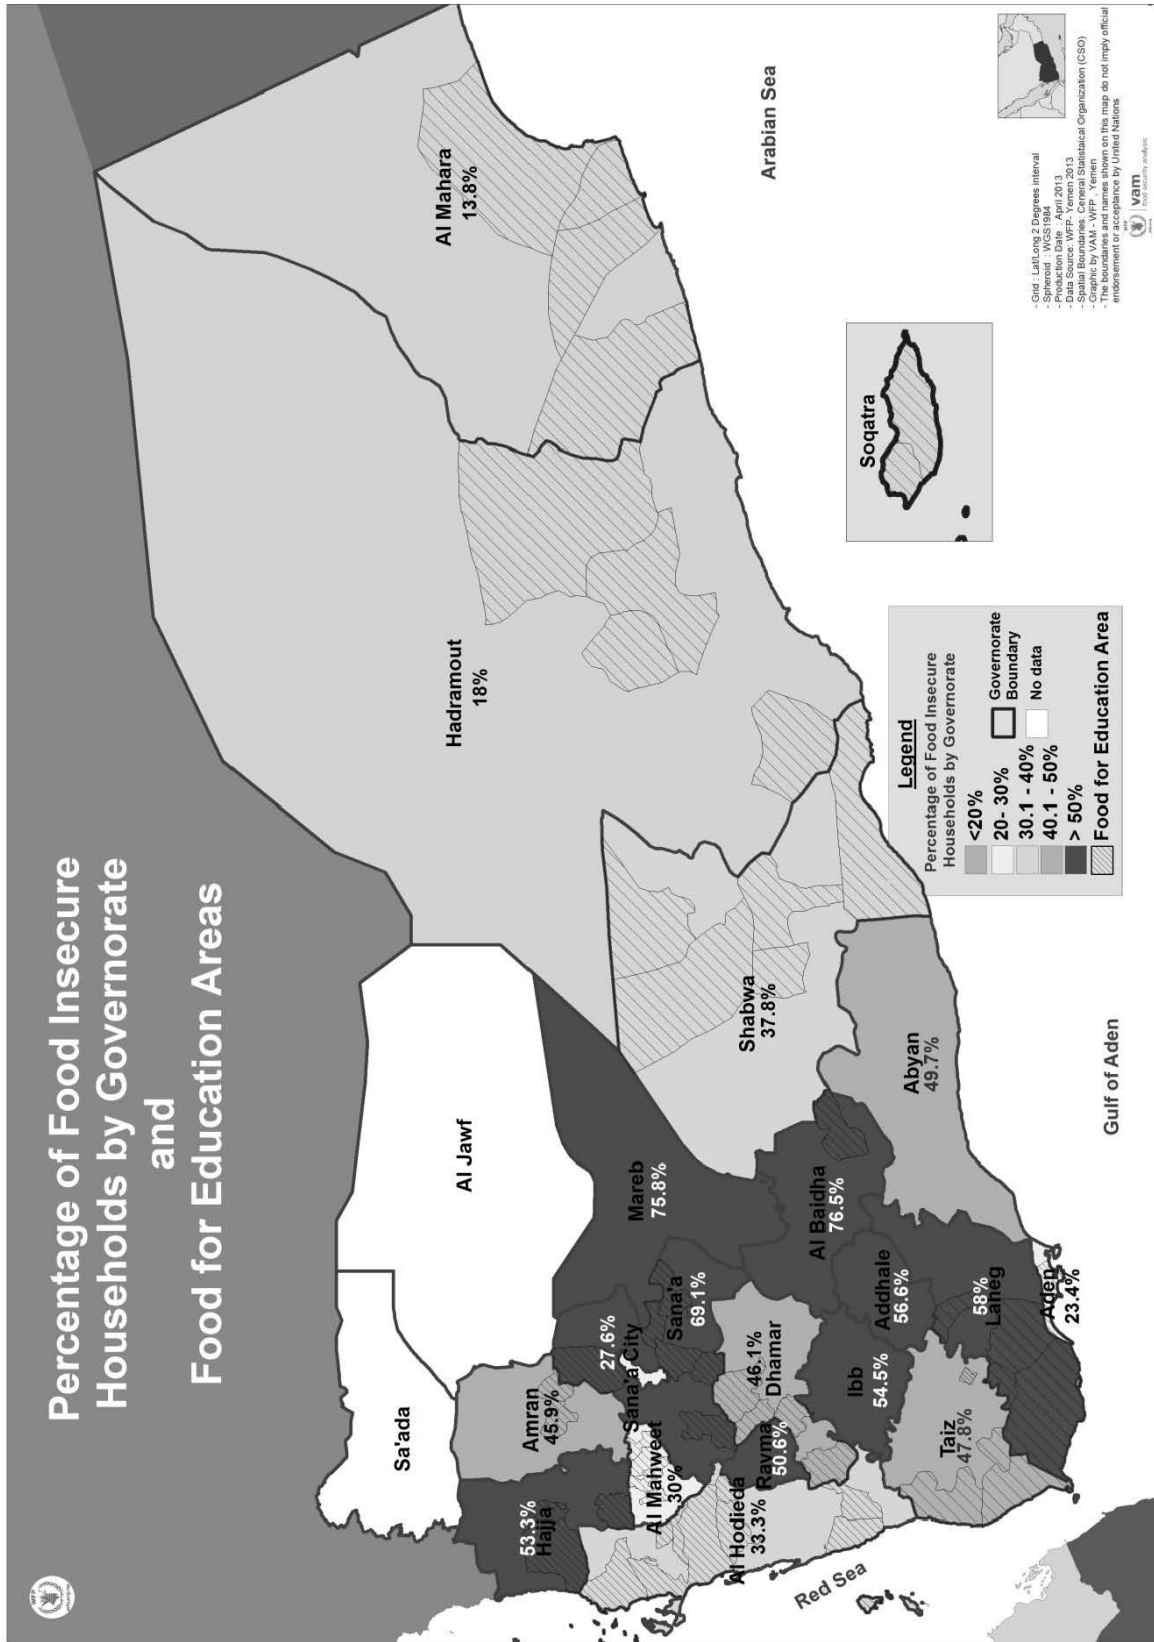 Percentage of Food Insecure
Households by Governorate
and
Food for Education Areas
WFP
Sa'ada
Al Jawf
Hadramout
18%
Al Mahara
13.8%
Arabian Sea
53.3%
Hajja
Amran
45.9%
Sana'a City
27.6%
Mareb
75.8%
Al Mahweet
30%
Sana'a
69.1%
Shabwa
37.8%
Al Hodieda
33.3%
Rayma
50.6%
46.1%
Dhamar
Al Baidha
76.5%
Ibb
54.5%
Addhale
56.6%
Abyan
49.7%
Taiz
47.8%
58%
Laheg
Aden
23.4%
Red Sea
Gulf of Aden
Soqatra
Legend
Percentage of Food Insecure
Households by Governorate
<20%
20- 30%
30.1 - 40%
40.1 - 50%
> 50%
Food for Education Area
Governorate
Boundary
No data
- Grid : Lat/Long 2 Degrees interval
- Spheroid : WGS1984
- Production Date : April 2013
- Data Source: WFP- Yemen 2013
- Spatial Boundaries: Ceneral Statistaical Organization (CSO)
- Graphic by VAM - WFP . Yemen
- The boundaries and names shown on this map do not imply official
endorsement or acceptance by United Nations
WFP
vam
food security analysis